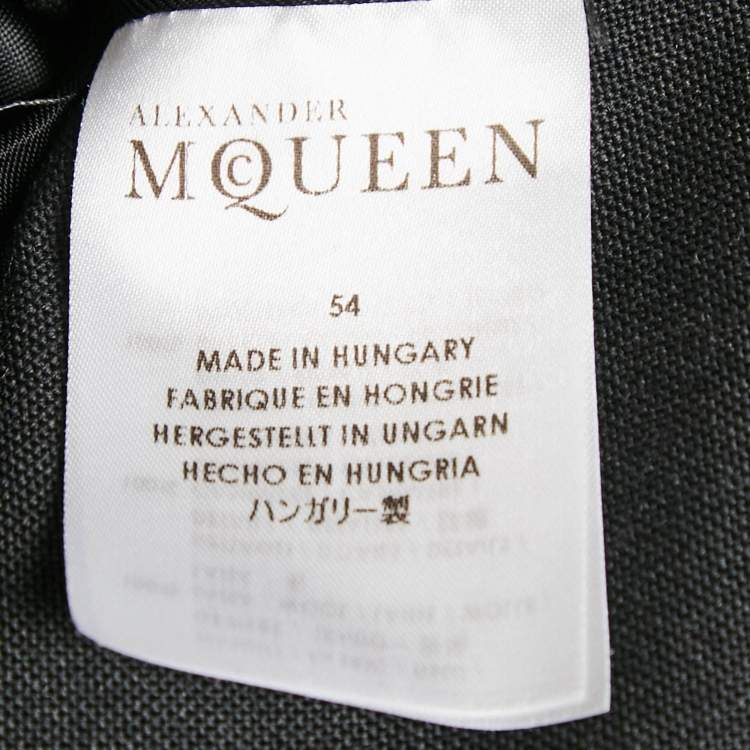 ALEXANDER
McQUEEN
54
MADE IN HUNGARY
FABRIQUE EN HONGRIE
HERGESTELLT IN UNGARN
HECHO EN HUNGRIA
ハンガリー製